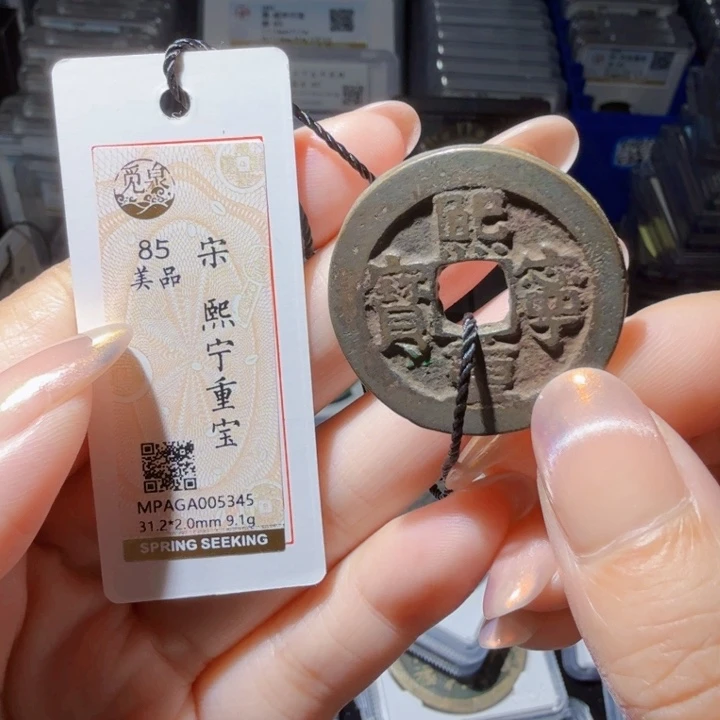 觅泉
85
美品
宋 熙宁重宝
MPAGA005345
31.2*2.0mm 9.1g
SPRING SEEKING
熙寧重寶